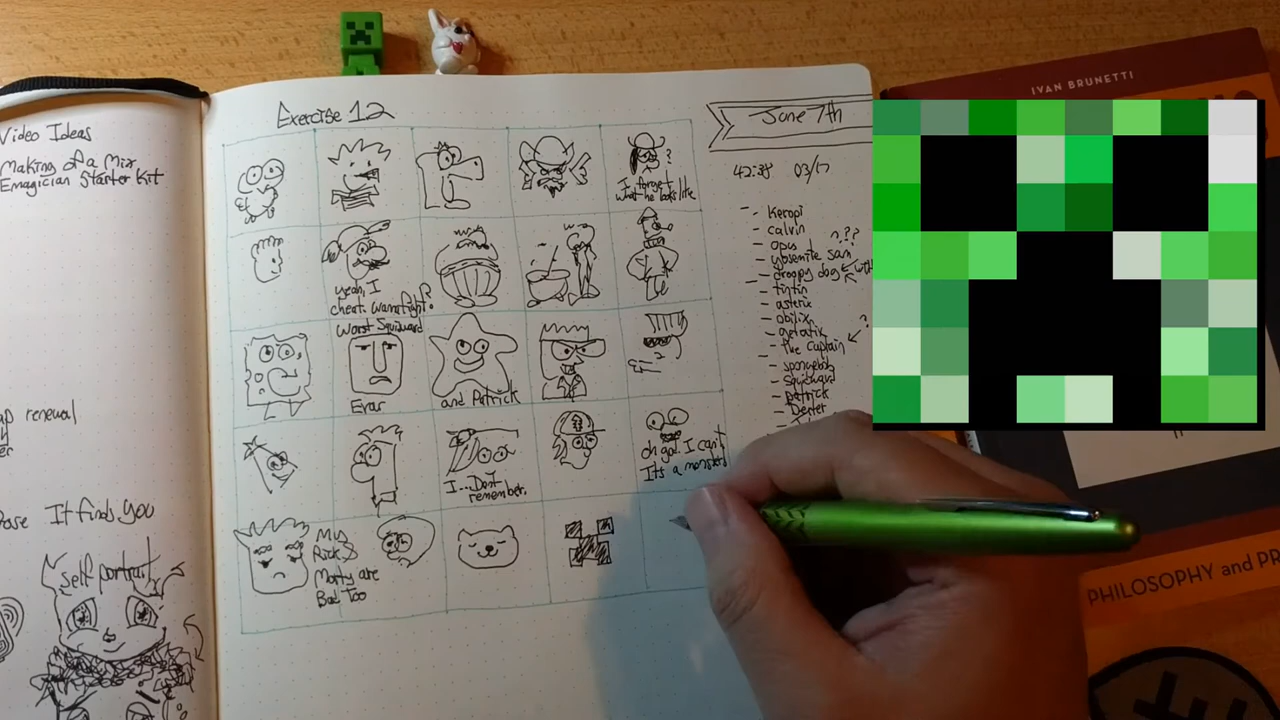 Video Ideas
Making of a Mix
Emagician Starter Kit
renewal
It finds you
self portrait
Exercise 12
I forget
what he looks like
?
yeah, I
cheat. wanna fight?
Worst Squidward
Ever
and Patrick
I...Don't
remember.
oh god. I can't
It's a monster
My
Rick &
Morty are
Bad Too
June 7th
42:38 03/17
- Keropi
- calvin
- opus ???
- yosemite sam
- droopy dog
- tintin
- asterix
- obilix
- getafix ?
- The Captain
- spongebob
- Squidward
- Patrick
- Dexter
IVAN BRUNETTI
PHILOSOPHY and PR